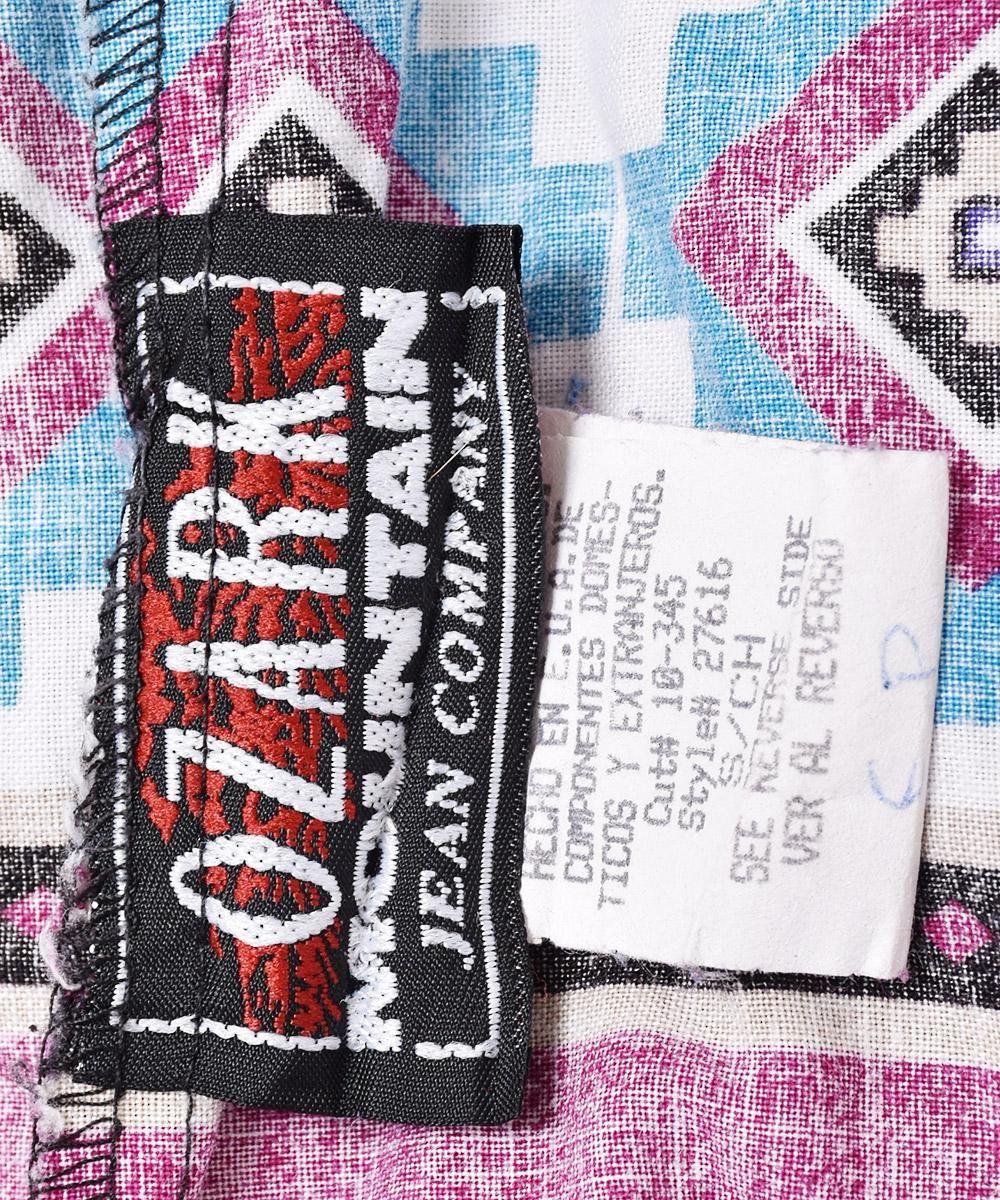 OZARK
MOUNTAIN
JEAN COMPANY
HECHO EN E.U.A. DE
COMPONENTES DOMES-
TICOS Y EXTRANJEROS.
Cut# 10-345
Style# 27616
S/CH
SEE REVERSE SIDE
VER AL REVERSO